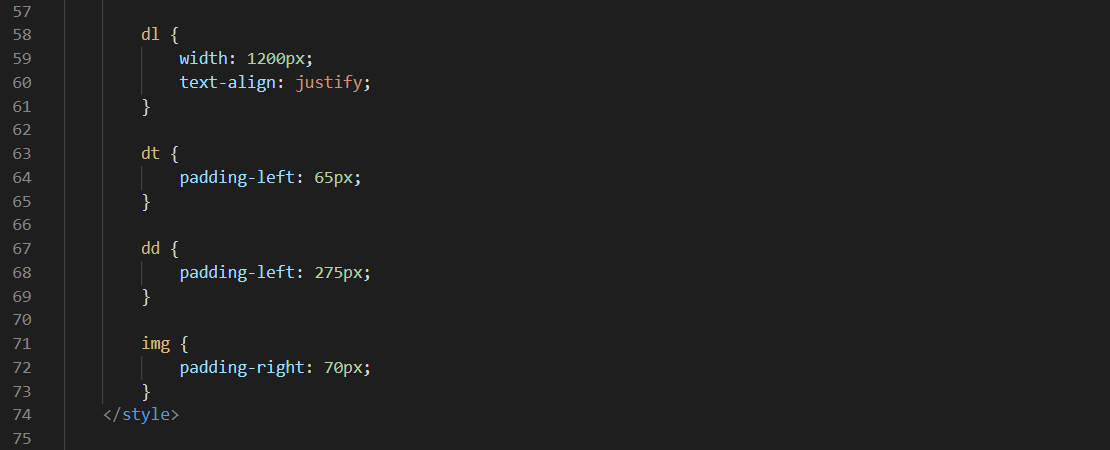 57
58 dl {
59 width: 1200px;
60 text-align: justify;
61 }
62
63 dt {
64 padding-left: 65px;
65 }
66
67 dd {
68 padding-left: 275px;
69 }
70
71 img {
72 padding-right: 70px;
73 }
74 </style>
75